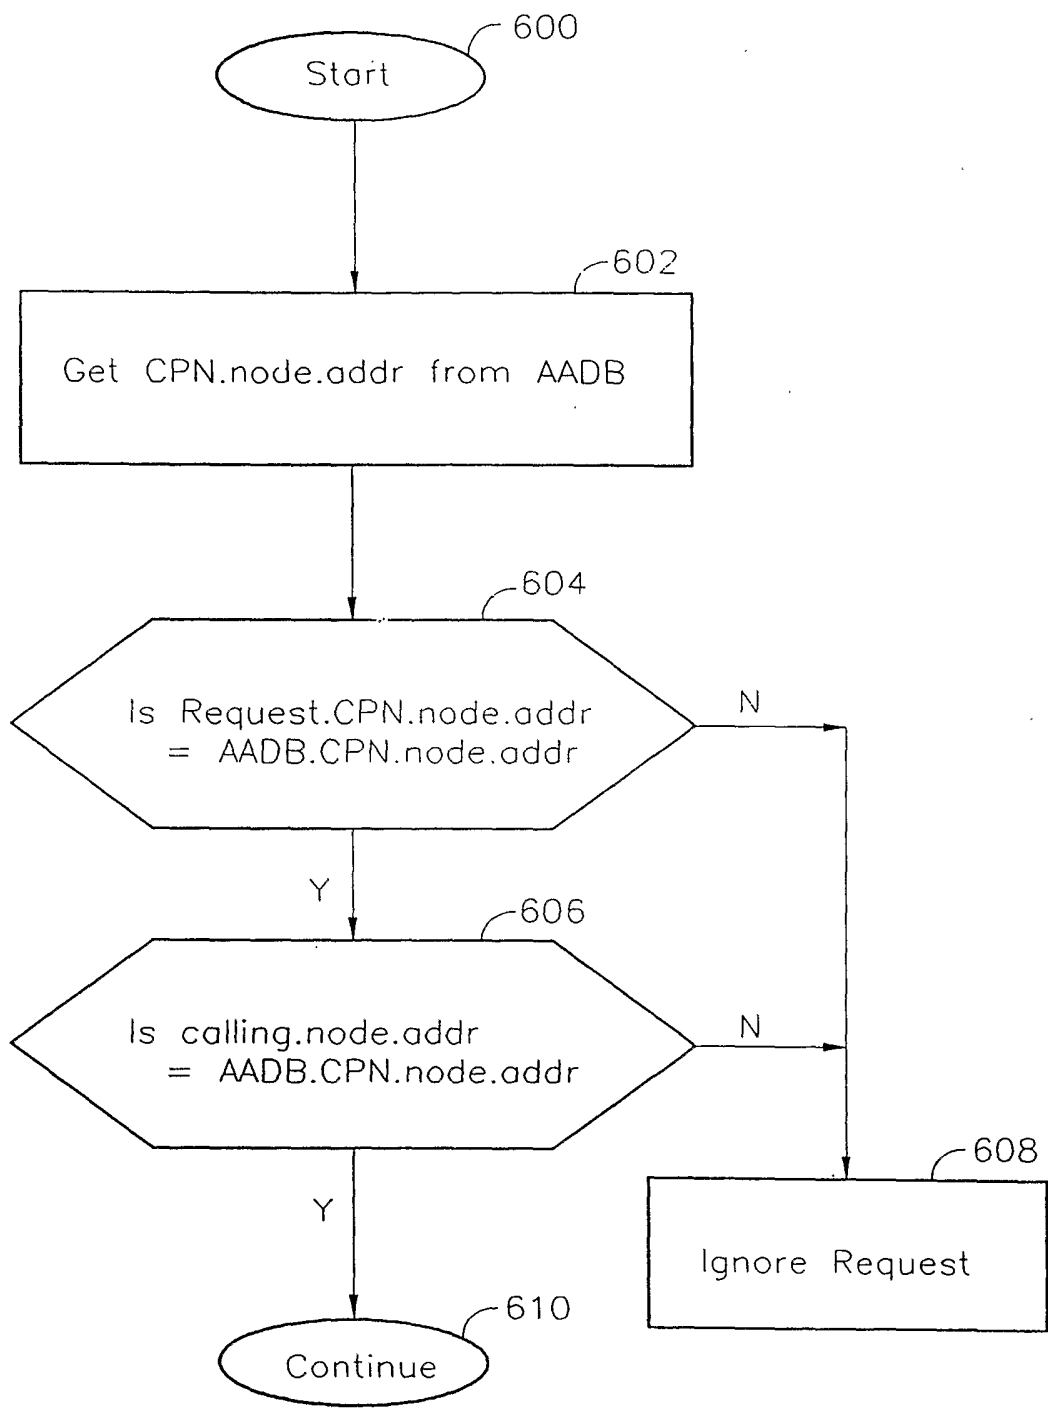 600
Start
602
Get CPN.node.addr from AADB
604
Is Request.CPN.node.addr
= AADB.CPN.node.addr
N
Y
606
Is calling.node.addr
= AADB.CPN.node.addr
N
Y
608
Ignore Request
610
Continue